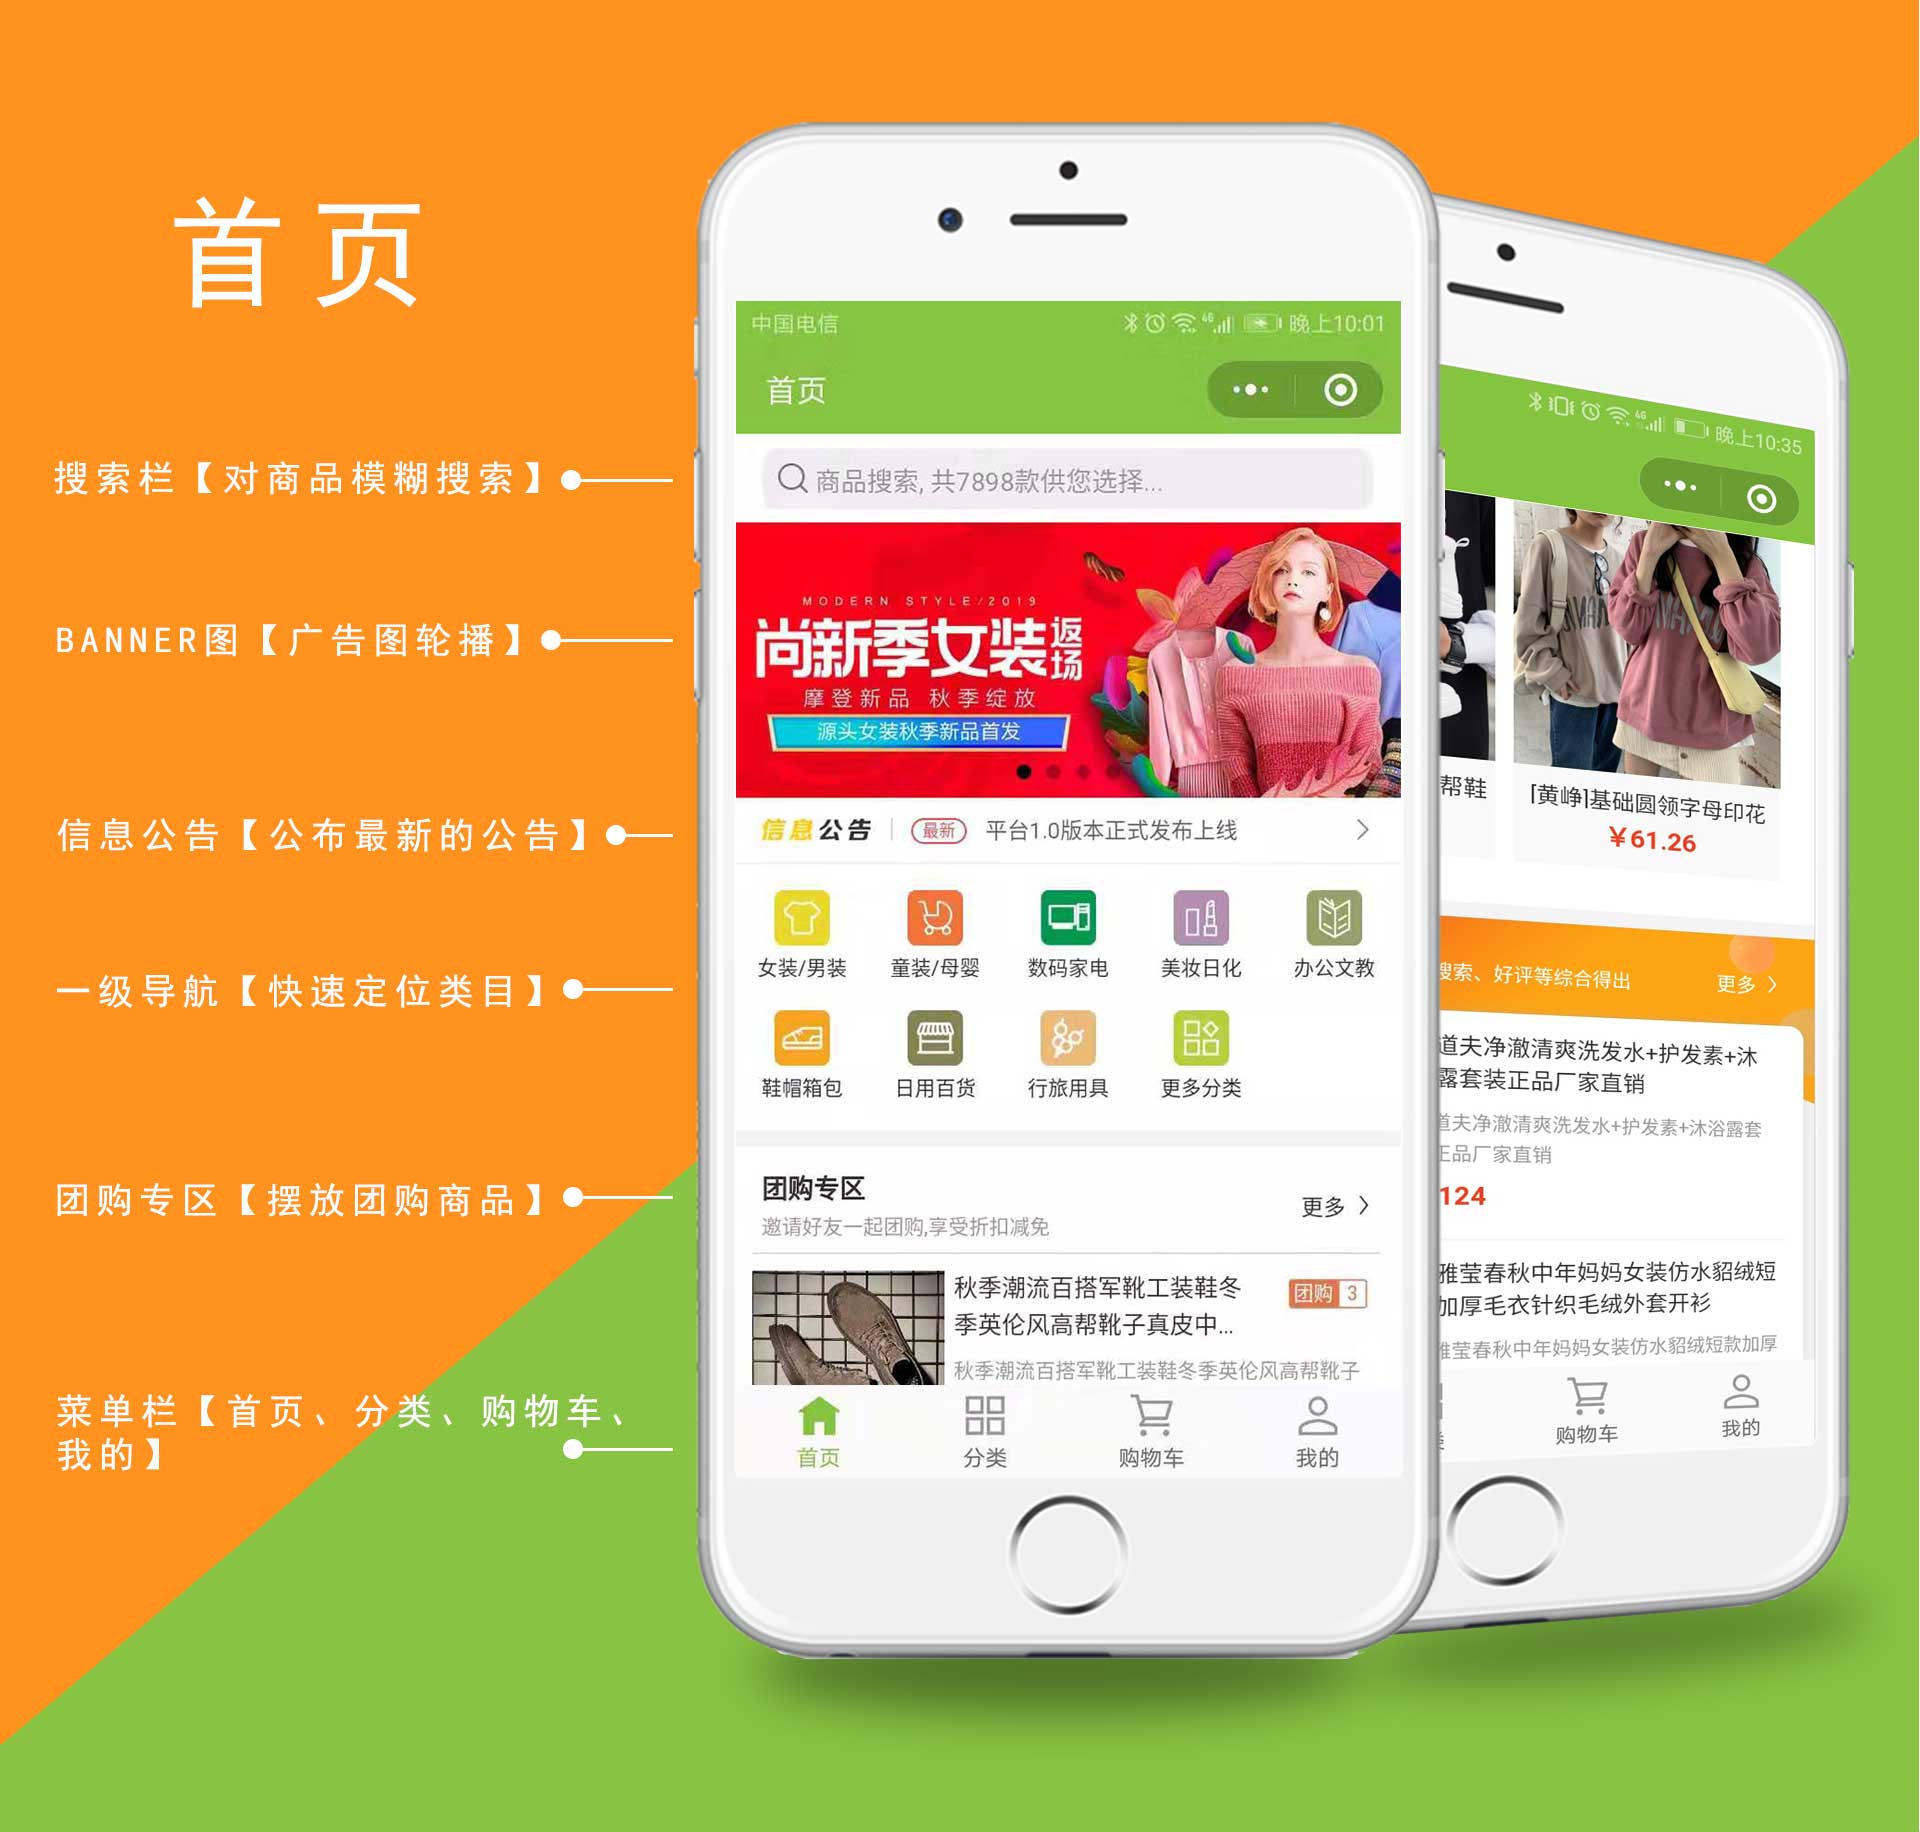 首页
搜索栏【对商品模糊搜索】
BANNER图【广告图轮播】
信息公告【公布最新的公告】
一级导航【快速定位类目】
团购专区【摆放团购商品】
菜单栏【首页、分类、购物车、
我的】
中国电信
4G 晚上10:01
首页
商品搜索, 共7898款供您选择...
MODERN STYLE/2019
尚新季女装返场
摩登新品 秋季绽放
源头女装秋季新品首发
信息公告 最新 平台1.0版本正式发布上线
女装/男装 童装/母婴 数码家电 美妆日化 办公文教
鞋帽箱包 日用百货 行旅用具 更多分类
团购专区
更多
邀请好友一起团购,享受折扣减免
秋季潮流百搭军靴工装鞋冬
团购 3
季英伦风高帮靴子真皮中...
秋季潮流百搭军靴工装鞋冬季英伦风高帮靴子
首页 分类 购物车 我的
4G 晚上10:35
帮鞋
[黄峥]基础圆领字母印花
￥61.26
搜索、好评等综合得出
更多
道夫净澈清爽洗发水+护发素+沐
露套装正品厂家直销
道夫净澈清爽洗发水+护发素+沐浴露套
正品厂家直销
124
雅莹春秋中年妈妈女装仿水貂绒短
加厚毛衣针织毛绒外套开衫
雅莹春秋中年妈妈女装仿水貂绒短款加厚
购物车 我的